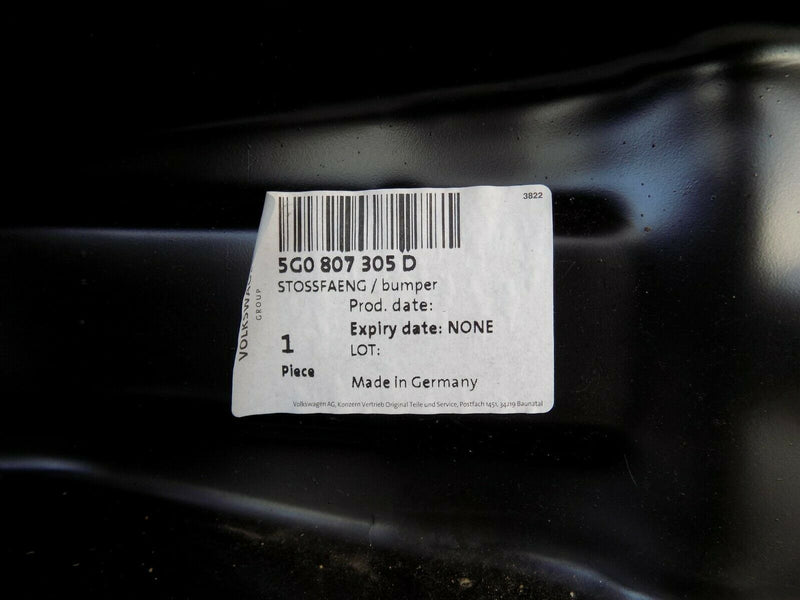 3822
5G0 807 305 D
STOSSFAENG / bumper
Prod. date:
Expiry date: NONE
1
LOT:
Piece
Made in Germany
Volkswagen AG, Konzern Vertrieb Original Teile und Service, Postfach 1451, 34219 Baunatal
VOLKSWA
GROUP